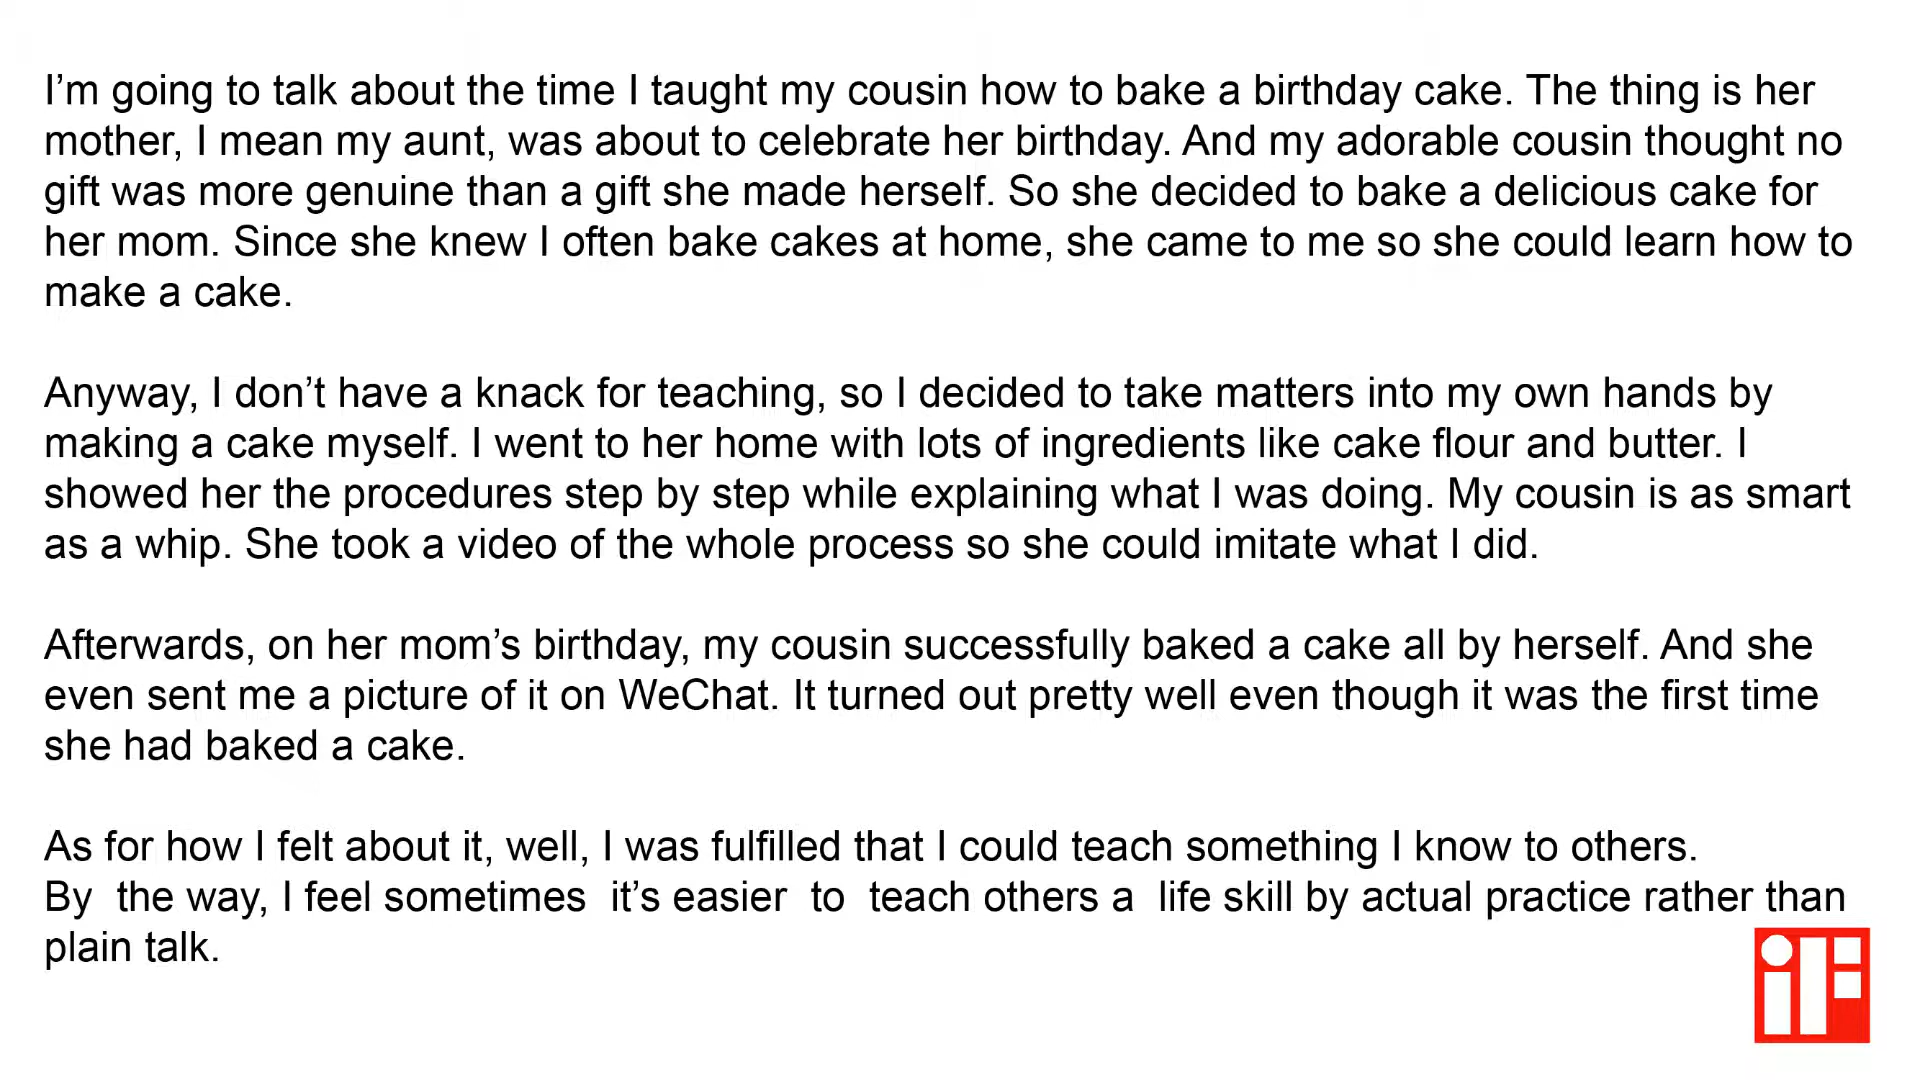 I’m going to talk about the time I taught my cousin how to bake a birthday cake. The thing is her
mother, I mean my aunt, was about to celebrate her birthday. And my adorable cousin thought no
gift was more genuine than a gift she made herself. So she decided to bake a delicious cake for
her mom. Since she knew I often bake cakes at home, she came to me so she could learn how to
make a cake.
Anyway, I don’t have a knack for teaching, so I decided to take matters into my own hands by
making a cake myself. I went to her home with lots of ingredients like cake flour and butter. I
showed her the procedures step by step while explaining what I was doing. My cousin is as smart
as a whip. She took a video of the whole process so she could imitate what I did.
Afterwards, on her mom’s birthday, my cousin successfully baked a cake all by herself. And she
even sent me a picture of it on WeChat. It turned out pretty well even though it was the first time
she had baked a cake.
As for how I felt about it, well, I was fulfilled that I could teach something I know to others.
By the way, I feel sometimes it’s easier to teach others a life skill by actual practice rather than
plain talk.
iF